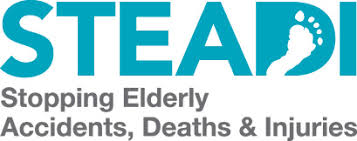 STEADI
Stopping Elderly
Accidents, Deaths & Injuries